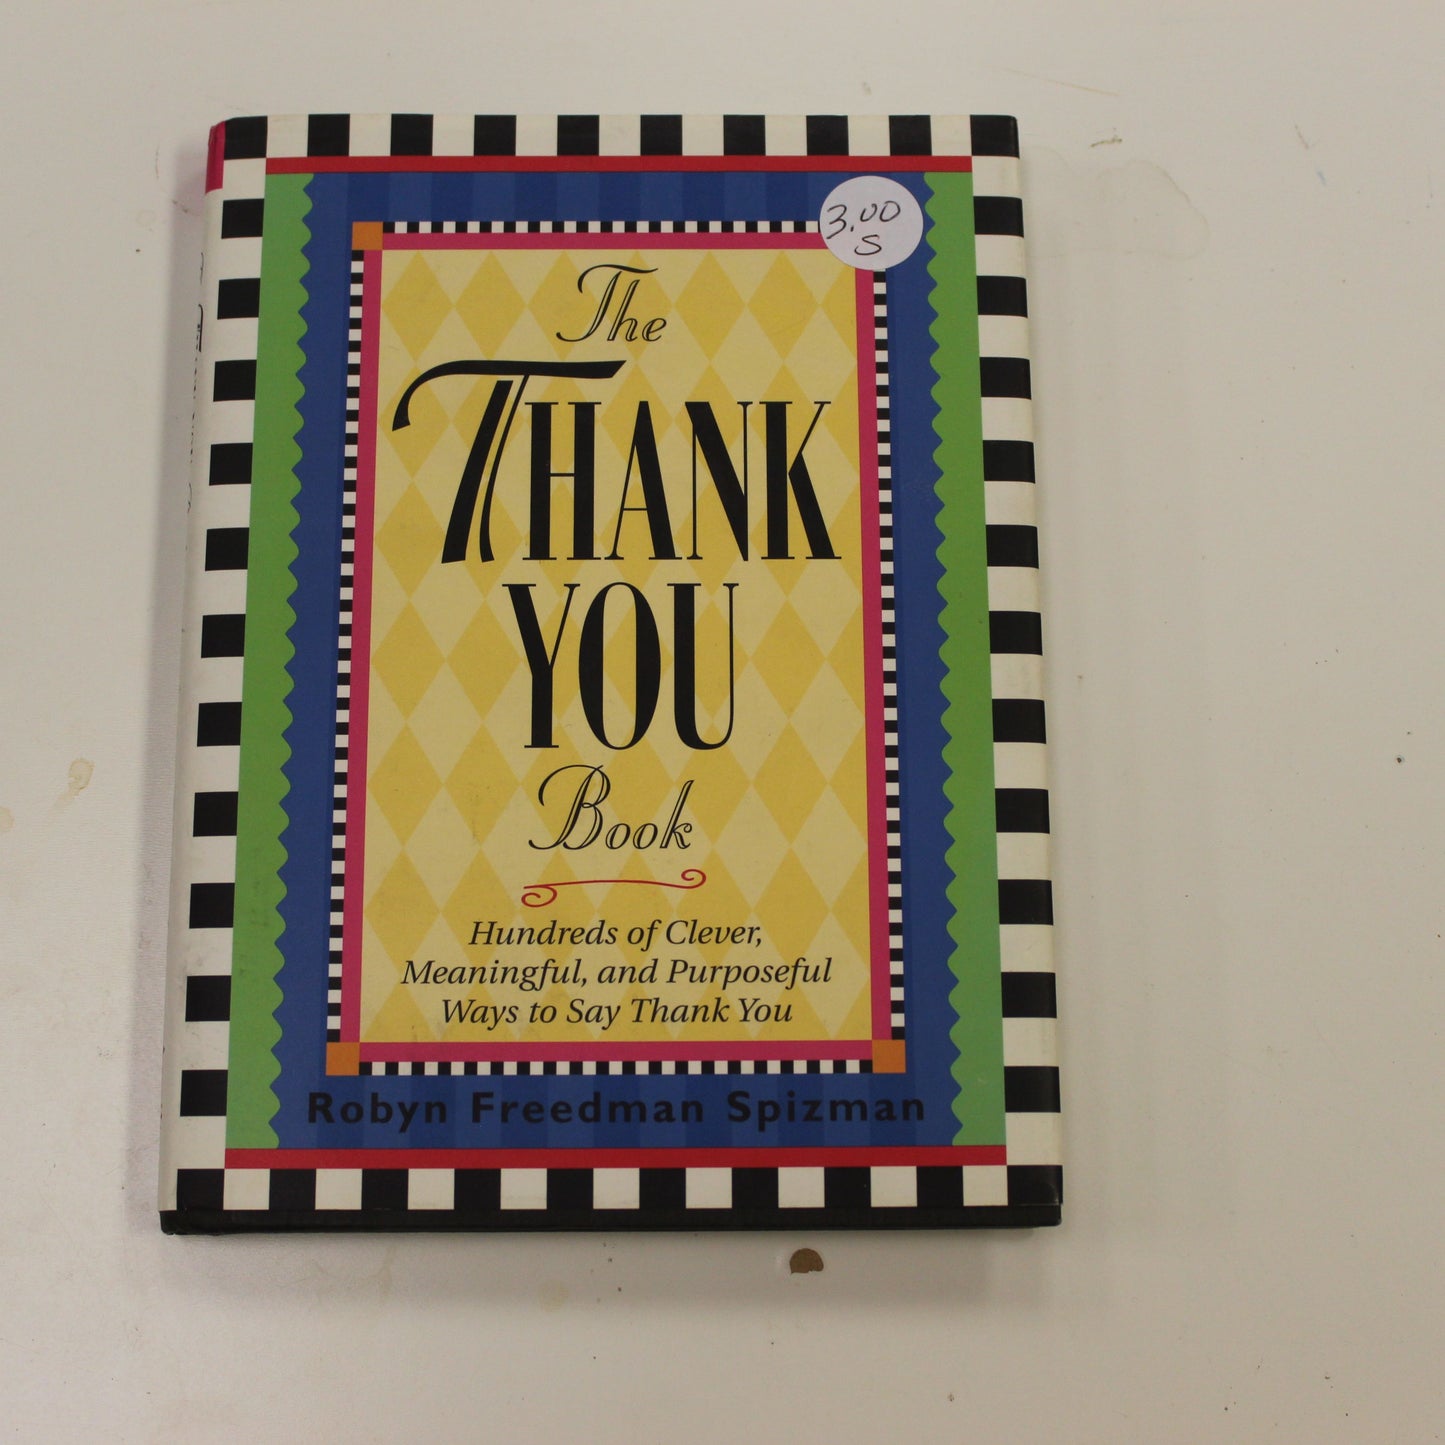 3.00
S
The
THANK
YOU
Book
Hundreds of Clever,
Meaningful, and Purposeful
Ways to Say Thank You
Robyn Freedman Spizman